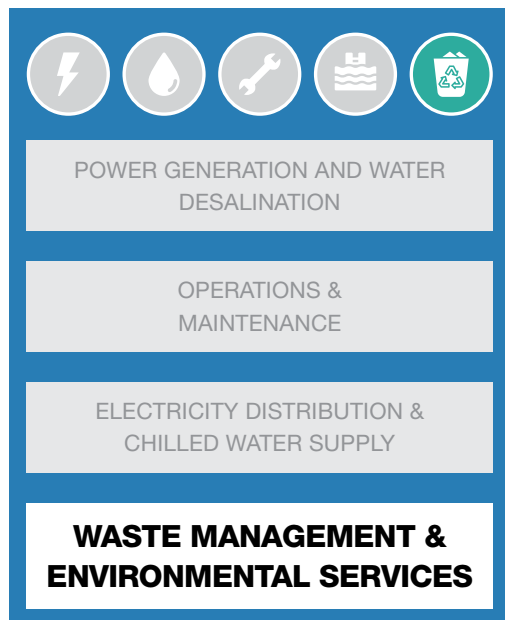 POWER GENERATION AND WATER
DESALINATION
OPERATIONS &
MAINTENANCE
ELECTRICITY DISTRIBUTION &
CHILLED WATER SUPPLY
WASTE MANAGEMENT &
ENVIRONMENTAL SERVICES